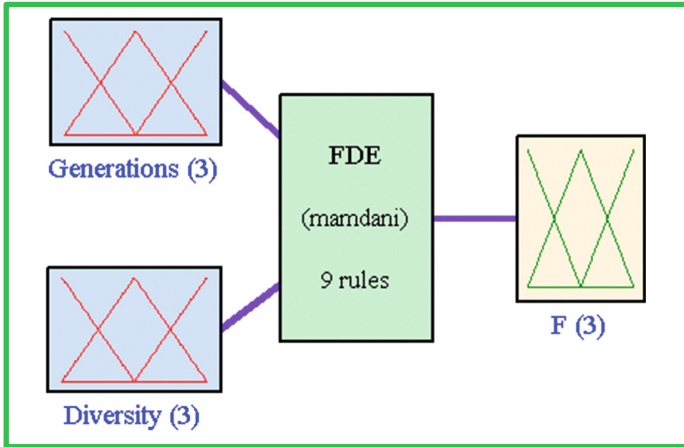 Generations (3)
FDE
(mamdani)
9 rules
F (3)
Diversity (3)